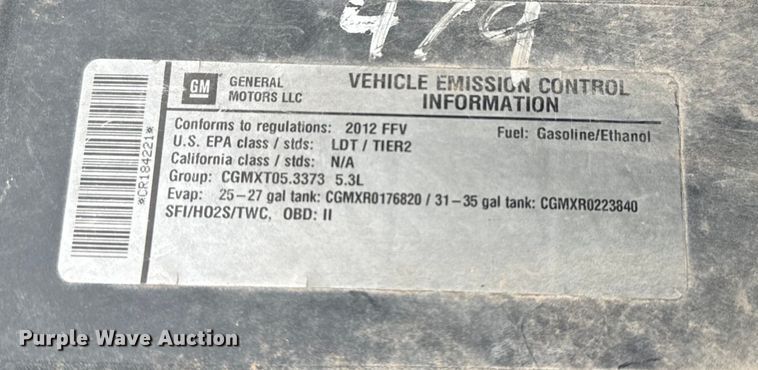 479
GM
GENERAL
MOTORS LLC
VEHICLE EMISSION CONTROL
INFORMATION
Conforms to regulations: 2012 FFV
Fuel: Gasoline/Ethanol
U.S. EPA class / stds: LDT / TIER2
California class / stds: N/A
Group: CGMXT05.3373 5.3L
Evap: 25-27 gal tank: CGMXR0176820 / 31-35 gal tank: CGMXR0223840
SFI/HO2S/TWC, OBD: II
*CR184221*
Purple Wave Auction